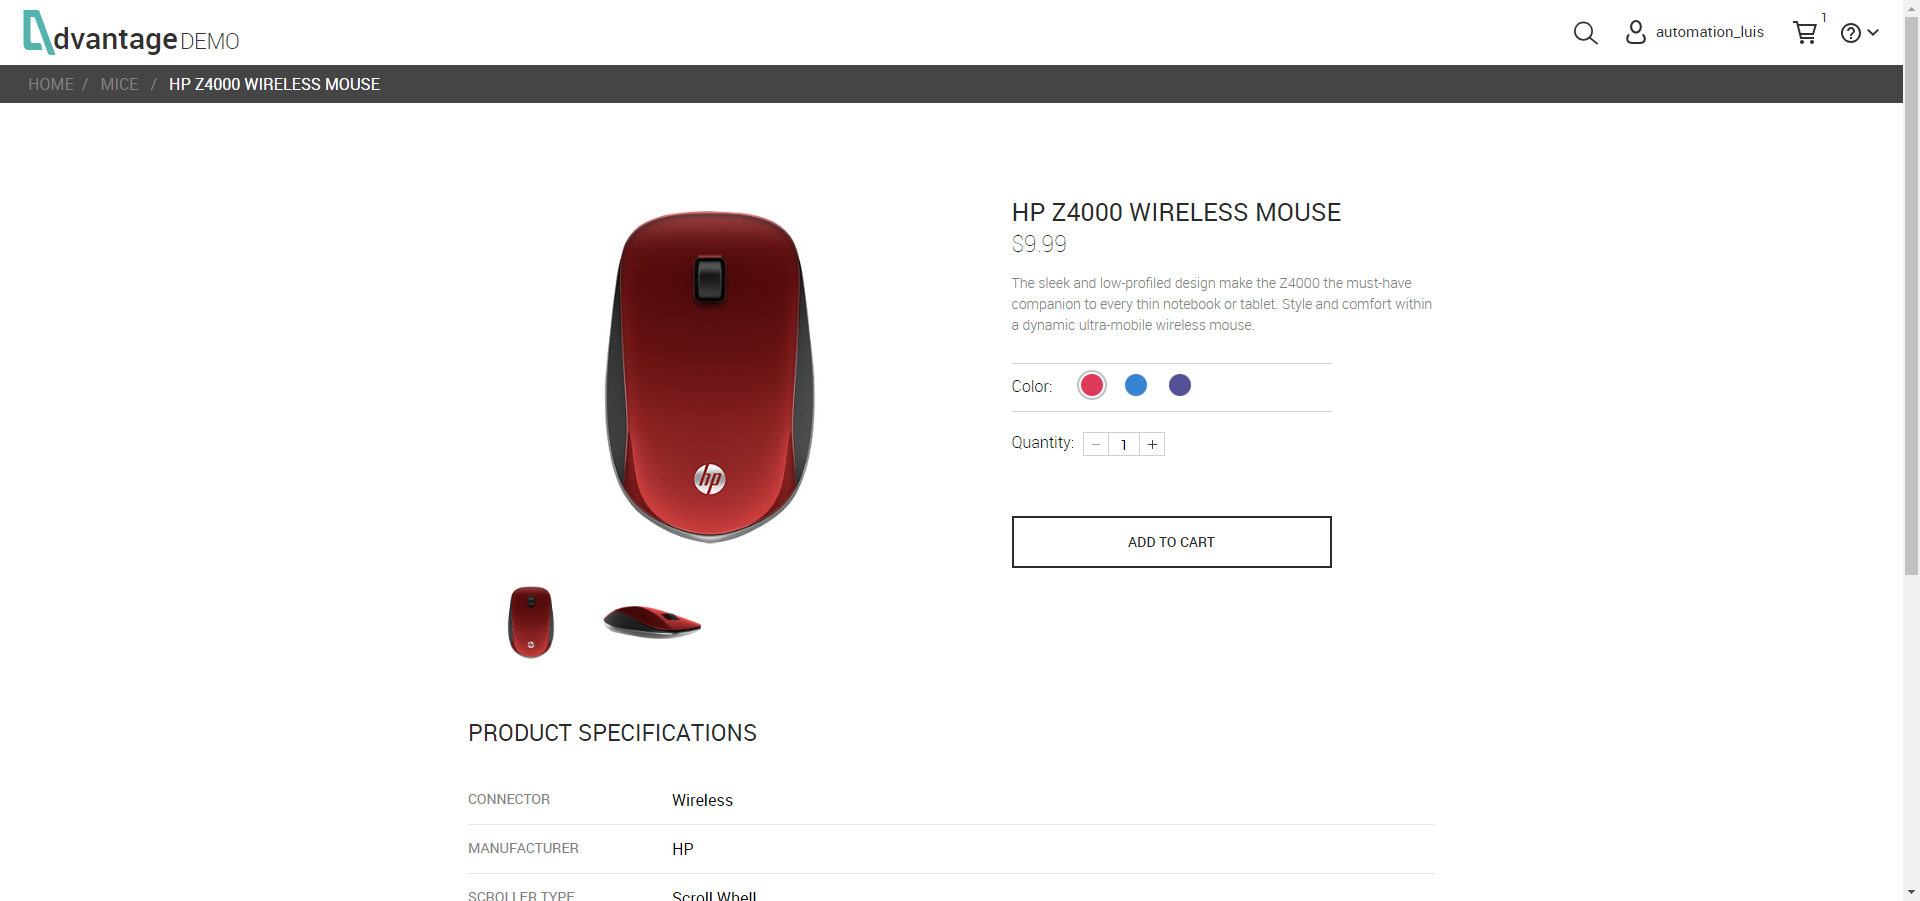 dvantage DEMO
automation_luis
1
HOME / MICE / HP Z4000 WIRELESS MOUSE
HP Z4000 WIRELESS MOUSE
$9.99
The sleek and low-profiled design make the Z4000 the must-have
companion to every thin notebook or tablet. Style and comfort within
a dynamic ultra-mobile wireless mouse.
Color:
Quantity: − 1 +
ADD TO CART
hp
PRODUCT SPECIFICATIONS
CONNECTOR Wireless
MANUFACTURER HP
SCROLLER TYPE Scroll Whell